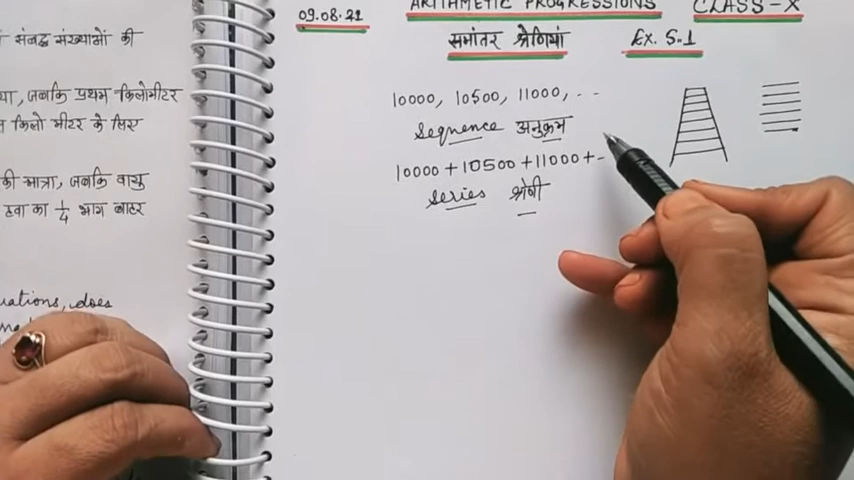 संबद्ध संख्याओं की
जबकि प्रथम किलोमीटर
किलो मीटर के लिए
की मात्रा, जबकि वायु
हवा का 1/4 भाग बाहर
uations, does
09.08.21
ARITHMETIC PROGRESSIONS
CLASS-X
समांतर श्रेणियां
Ex. 5.1
10000, 10500, 11000, . . .
Sequence अनुक्रम
10000 + 10500 + 11000 + -
Series श्रेणी